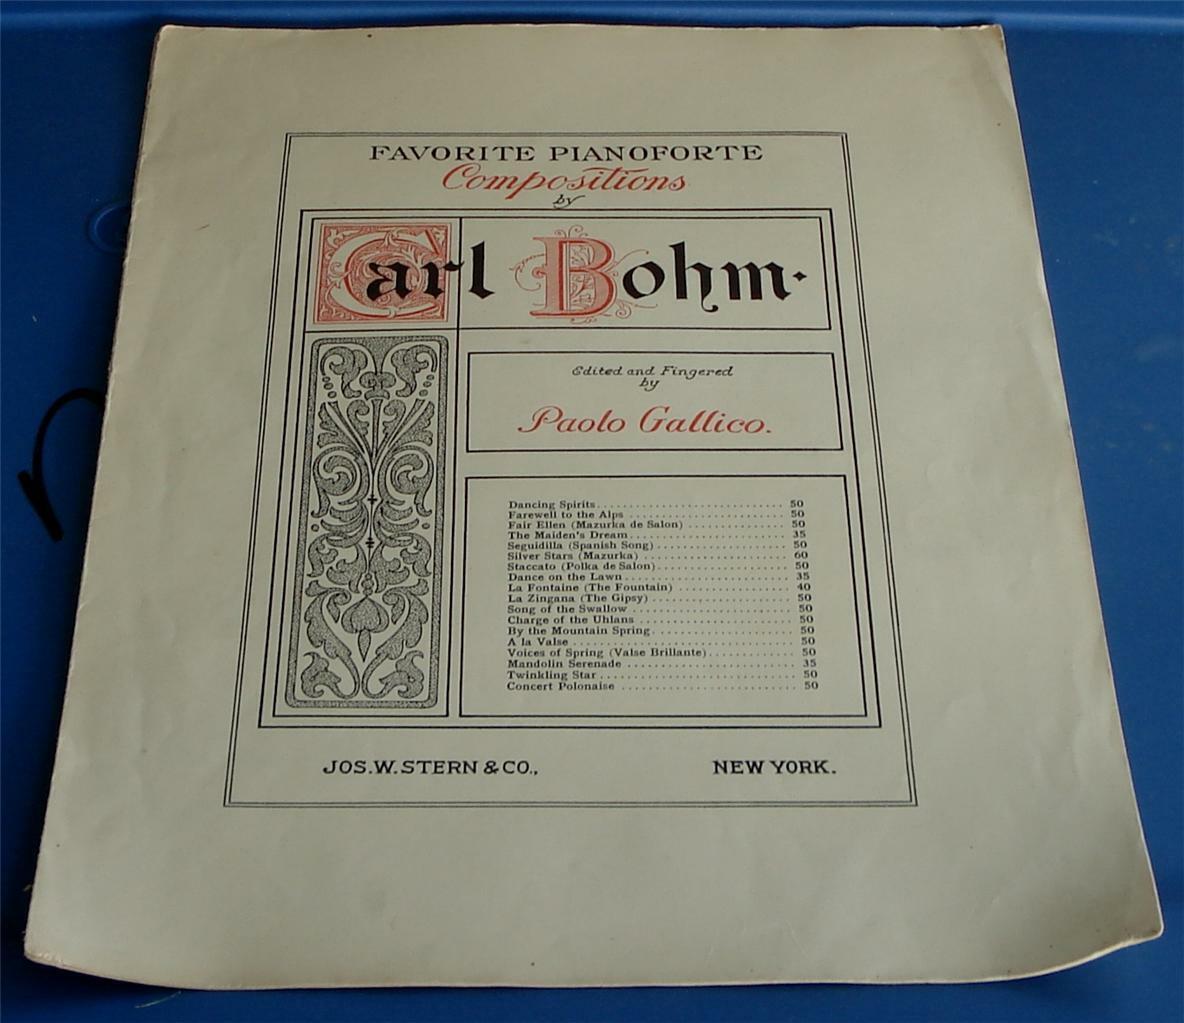 FAVORITE PIANOFORTE
Compositions
by
Carl Bohm.
Edited and Fingered
by
Paolo Gallico.
Dancing Spirits............................ 50
Farewell to the Alps ....................... 50
Fair Ellen (Mazurka de Salon) .............. 50
The Maiden's Dream....................... 35
Seguidilla (Spanish Song).................... 50
Silver Stars (Mazurka) ...................... 60
Staccato (Polka de Salon).................... 50
Dance on the Lawn......................... 35
La Fontaine (The Fountain) ................ 40
La Zingana (The Gipsy)..................... 50
Song of the Swallow ........................ 50
Charge of the Uhlans ....................... 50
By the Mountain Spring..................... 50
A la Valse ................................. 50
Voices of Spring (Valse Brillante)............. 50
Mandolin Serenade ......................... 35
Twinkling Star............................. 50
Concert Polonaise .......................... 50
JOS. W. STERN & CO., NEW YORK.